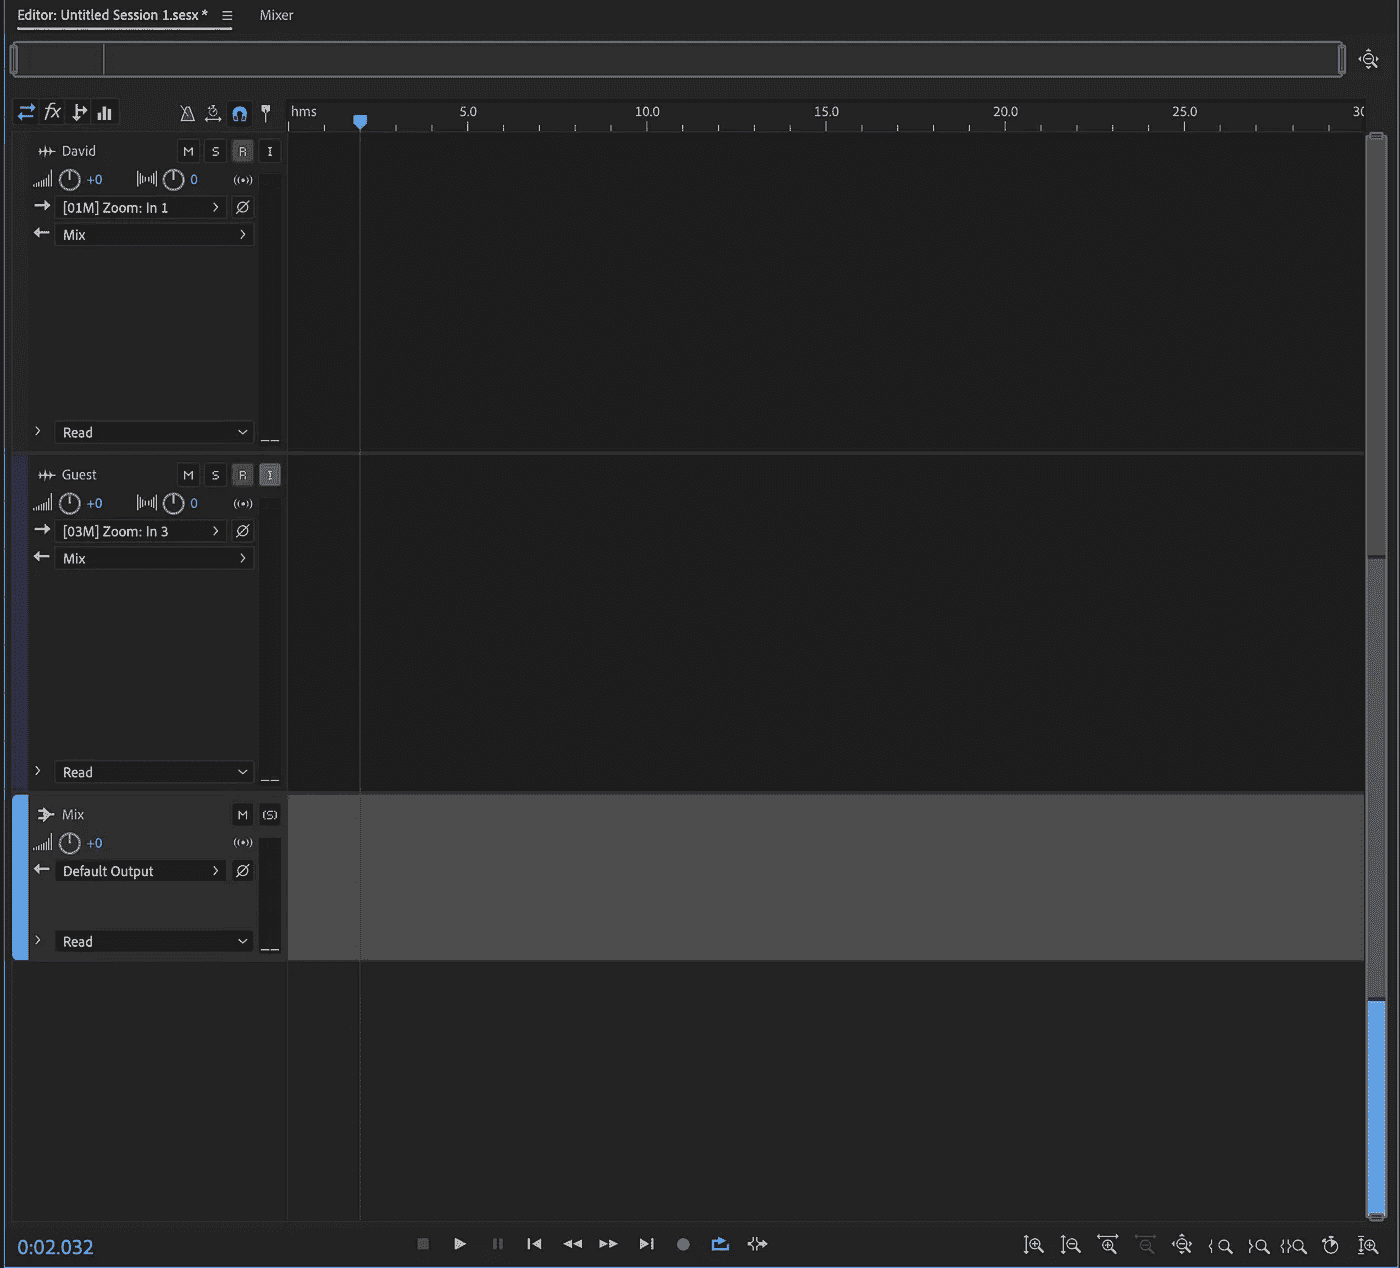 Editor: Untitled Session 1.sesx * Mixer
fx hms 5.0 10.0 15.0 20.0 25.0 30
David M S R I
+0 0
[01M] Zoom: In 1
Mix
Read
Guest M S R I
+0 0
[03M] Zoom: In 3
Mix
Read
Mix M (S)
+0
Default Output
Read
0:02.032